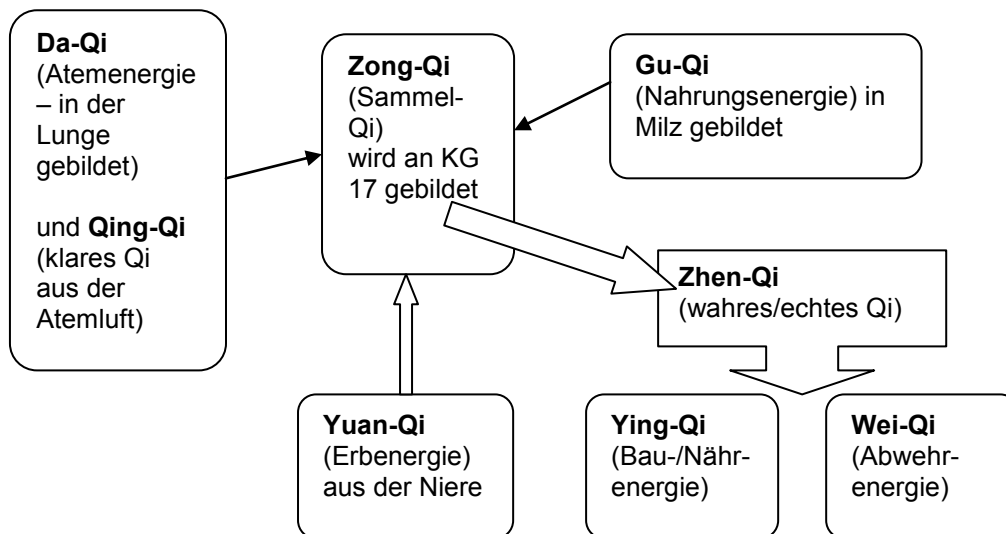 Da-Qi
(Atemenergie
– in der
Lunge
gebildet)
und Qing-Qi
(klares Qi
aus der
Atemluft)
Zong-Qi
(Sammel-
Qi)
wird an KG
17 gebildet
Gu-Qi
(Nahrungsenergie) in
Milz gebildet
Zhen-Qi
(wahres/echtes Qi)
Yuan-Qi
(Erbenergie)
aus der Niere
Ying-Qi
(Bau-/Nähr-
energie)
Wei-Qi
(Abwehr-
energie)